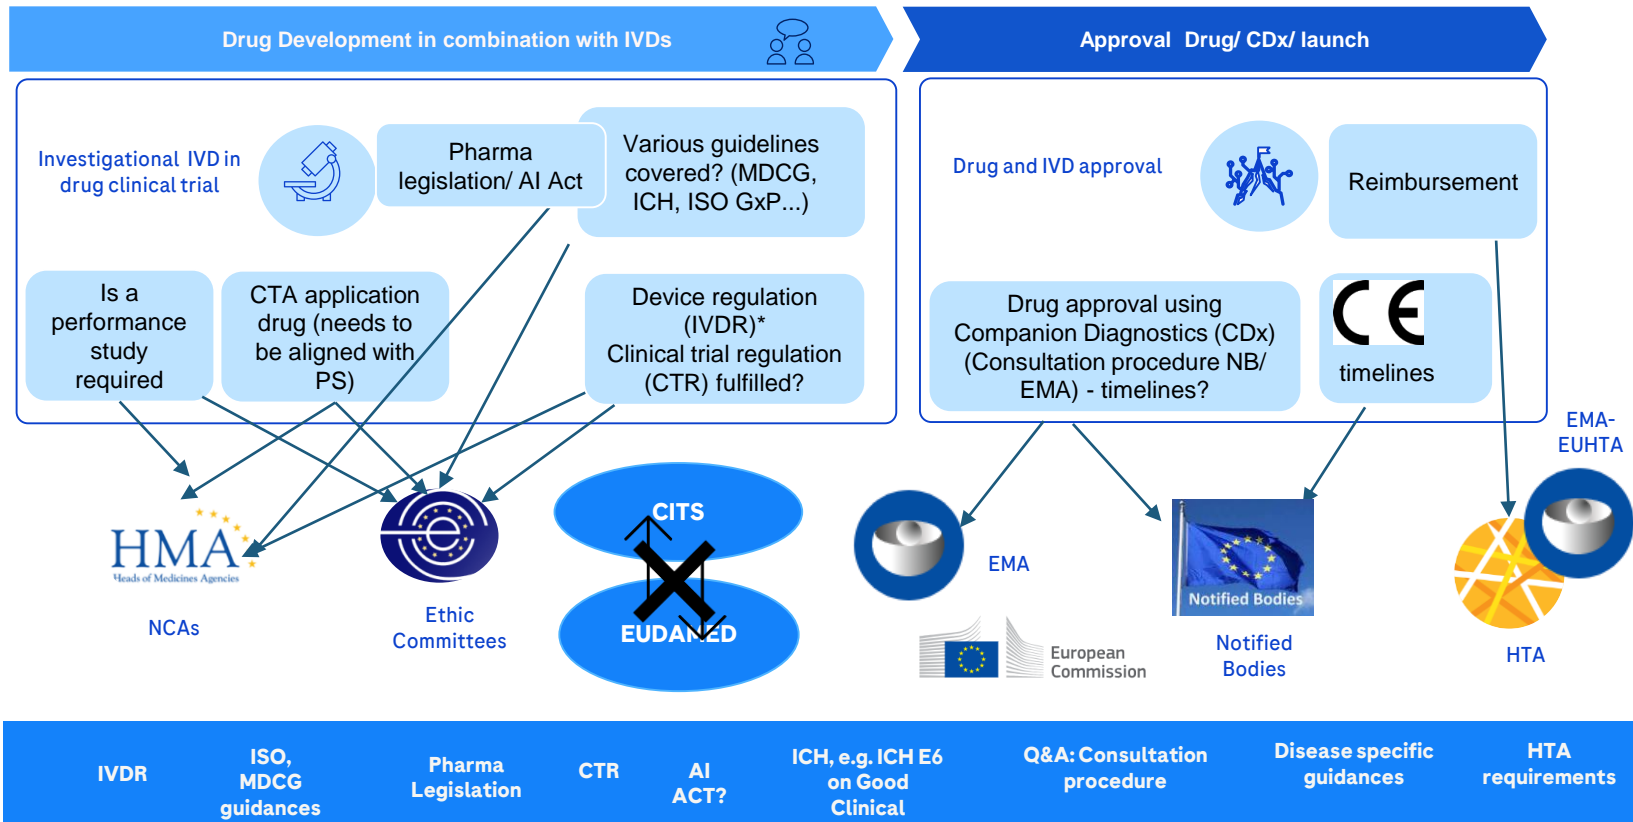 Drug Development in combination with IVDs
Approval Drug/ CDx/ launch
Investigational IVD in
drug clinical trial
Pharma
legislation/ AI Act
Various guidelines
covered? (MDCG,
ICH, ISO GxP...)
Is a
performance
study
required
CTA application
drug (needs to
be aligned with
PS)
Device regulation
(IVDR)*
Clinical trial regulation
(CTR) fulfilled?
Drug and IVD approval
Reimbursement
Drug approval using
Companion Diagnostics (CDx)
(Consultation procedure NB/
EMA) - timelines?
CE
timelines
HMA
Heads of Medicines Agencies
NCAs
Ethic
Committees
CITS
EUDAMED
EMA
European
Commission
Notified Bodies
Notified
Bodies
EMA-
EUHTA
HTA
IVDR
ISO,
MDCG
guidances
Pharma
Legislation
CTR
AI
ACT?
ICH, e.g. ICH E6
on Good
Clinical
Q&A: Consultation
procedure
Disease specific
guidances
HTA
requirements